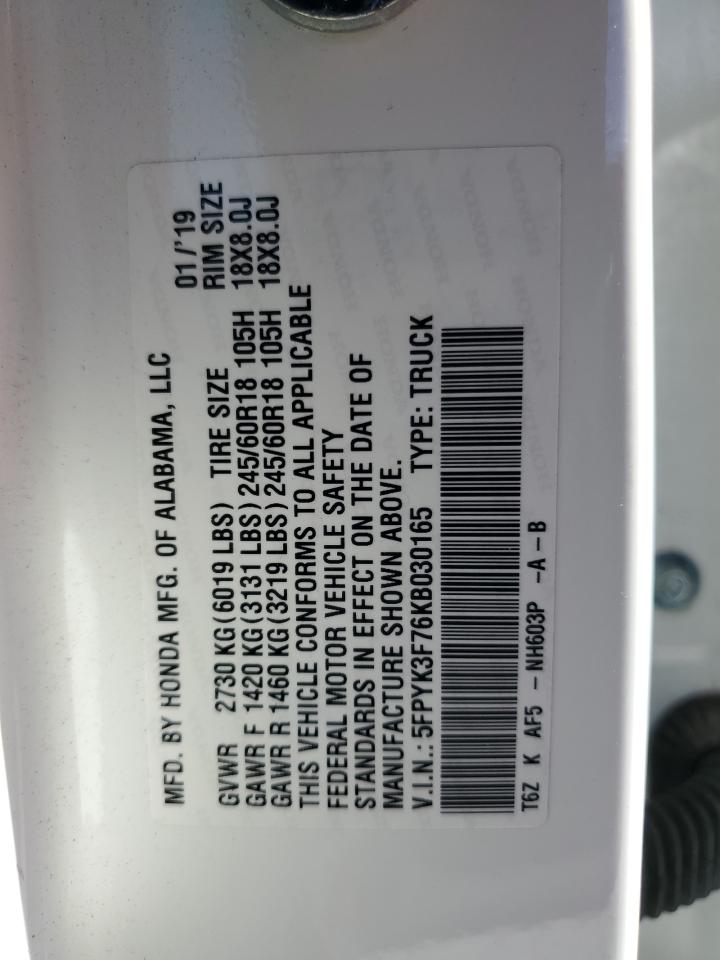 MFD. BY HONDA MFG. OF ALABAMA, LLC 01/'19
GVWR 2730 KG(6019 LBS) TIRE SIZE RIM SIZE
GAWR F 1420 KG(3131 LBS)245/60R18 105H 18X8.0J
GAWR R 1460 KG(3219 LBS)245/60R18 105H 18X8.0J
THIS VEHICLE CONFORMS TO ALL APPLICABLE
FEDERAL MOTOR VEHICLE SAFETY
STANDARDS IN EFFECT ON THE DATE OF
MANUFACTURE SHOWN ABOVE.
V.I.N.: 5FPYK3F76KB030165 TYPE: TRUCK
T6Z K AF5 - NH603P -A-B